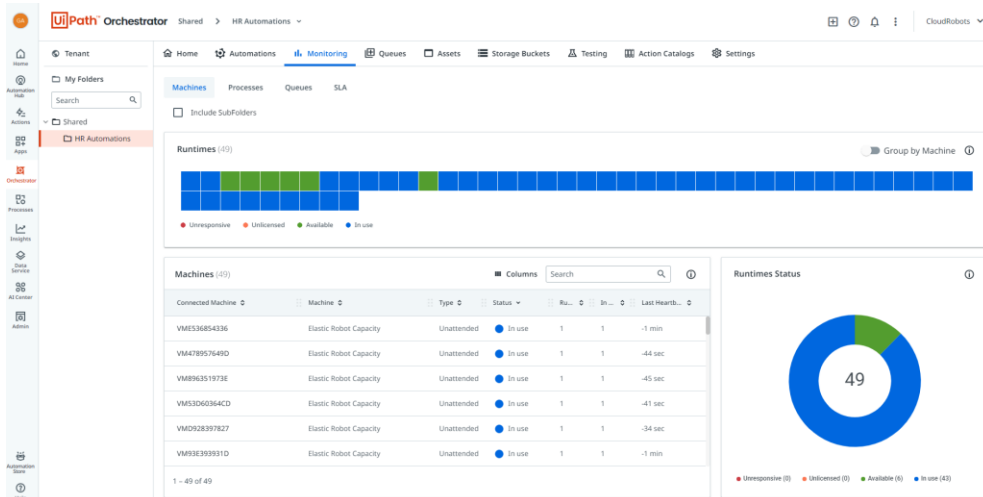 GA
UiPath™ Orchestrator Shared > HR Automations
CloudRobots
Home
Automation Hub
Actions
Apps
Orchestrator
Processes
Insights
Data Service
AI Center
Admin
Automation Store
Tenant
My Folders
Search
Shared
HR Automations
Home Automations Monitoring Queues Assets Storage Buckets Testing Action Catalogs Settings
Machines Processes Queues SLA
Include SubFolders
Runtimes (49)
Group by Machine
Unresponsive Unlicensed Available In use
Machines (49) Columns Search
Connected Machine Machine Type Status Ru... In ... Last Heartb...
VME536854336 Elastic Robot Capacity Unattended In use 1 1 -1 min
VM478957649D Elastic Robot Capacity Unattended In use 1 1 -44 sec
VM896351973E Elastic Robot Capacity Unattended In use 1 1 -45 sec
VM53D60364CD Elastic Robot Capacity Unattended In use 1 1 -41 sec
VMD928397827 Elastic Robot Capacity Unattended In use 1 1 -34 sec
VM93E393931D Elastic Robot Capacity Unattended In use 1 1 -1 min
1 – 49 of 49
Runtimes Status
49
Unresponsive (0) Unlicensed (0) Available (6) In use (43)